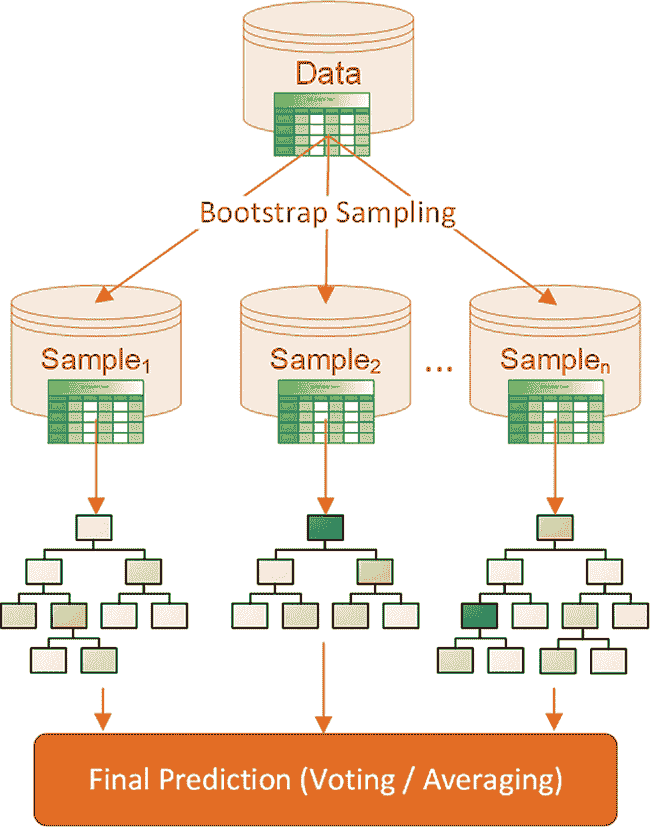 Data
Bootstrap Sampling
Sample1
Sample2
...
Samplen
Final Prediction (Voting / Averaging)